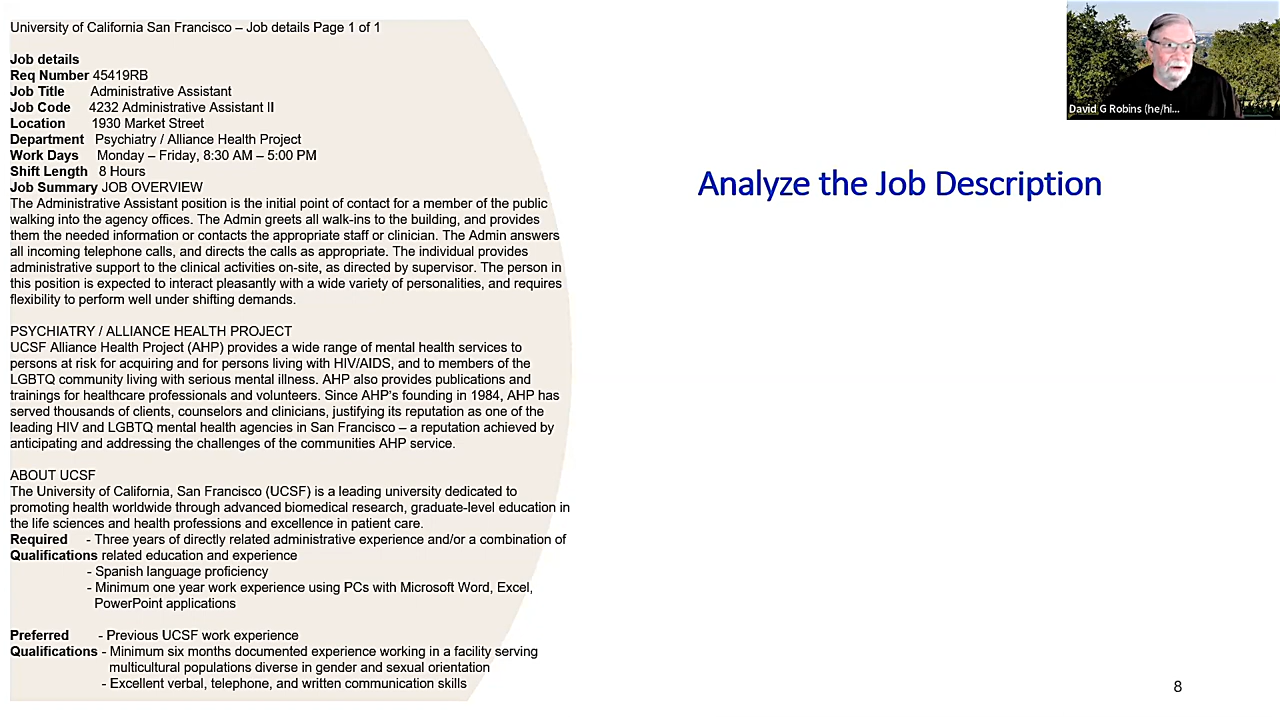 University of California San Francisco – Job details Page 1 of 1
Job details
Req Number 45419RB
Job Title Administrative Assistant
Job Code 4232 Administrative Assistant II
Location 1930 Market Street
Department Psychiatry / Alliance Health Project
Work Days Monday – Friday, 8:30 AM – 5:00 PM
Shift Length 8 Hours
Job Summary JOB OVERVIEW
The Administrative Assistant position is the initial point of contact for a member of the public
walking into the agency offices. The Admin greets all walk-ins to the building, and provides
them the needed information or contacts the appropriate staff or clinician. The Admin answers
all incoming telephone calls, and directs the calls as appropriate. The individual provides
administrative support to the clinical activities on-site, as directed by supervisor. The person in
this position is expected to interact pleasantly with a wide variety of personalities, and requires
flexibility to perform well under shifting demands.
PSYCHIATRY / ALLIANCE HEALTH PROJECT
UCSF Alliance Health Project (AHP) provides a wide range of mental health services to
persons at risk for acquiring and for persons living with HIV/AIDS, and to members of the
LGBTQ community living with serious mental illness. AHP also provides publications and
trainings for healthcare professionals and volunteers. Since AHP's founding in 1984, AHP has
served thousands of clients, counselors and clinicians, justifying its reputation as one of the
leading HIV and LGBTQ mental health agencies in San Francisco – a reputation achieved by
anticipating and addressing the challenges of the communities AHP service.
ABOUT UCSF
The University of California, San Francisco (UCSF) is a leading university dedicated to
promoting health worldwide through advanced biomedical research, graduate-level education in
the life sciences and health professions and excellence in patient care.
Required - Three years of directly related administrative experience and/or a combination of
Qualifications related education and experience
- Spanish language proficiency
- Minimum one year work experience using PCs with Microsoft Word, Excel,
PowerPoint applications
Preferred - Previous UCSF work experience
Qualifications - Minimum six months documented experience working in a facility serving
multicultural populations diverse in gender and sexual orientation
- Excellent verbal, telephone, and written communication skills
Analyze the Job Description
David G Robins (he/hi...
8